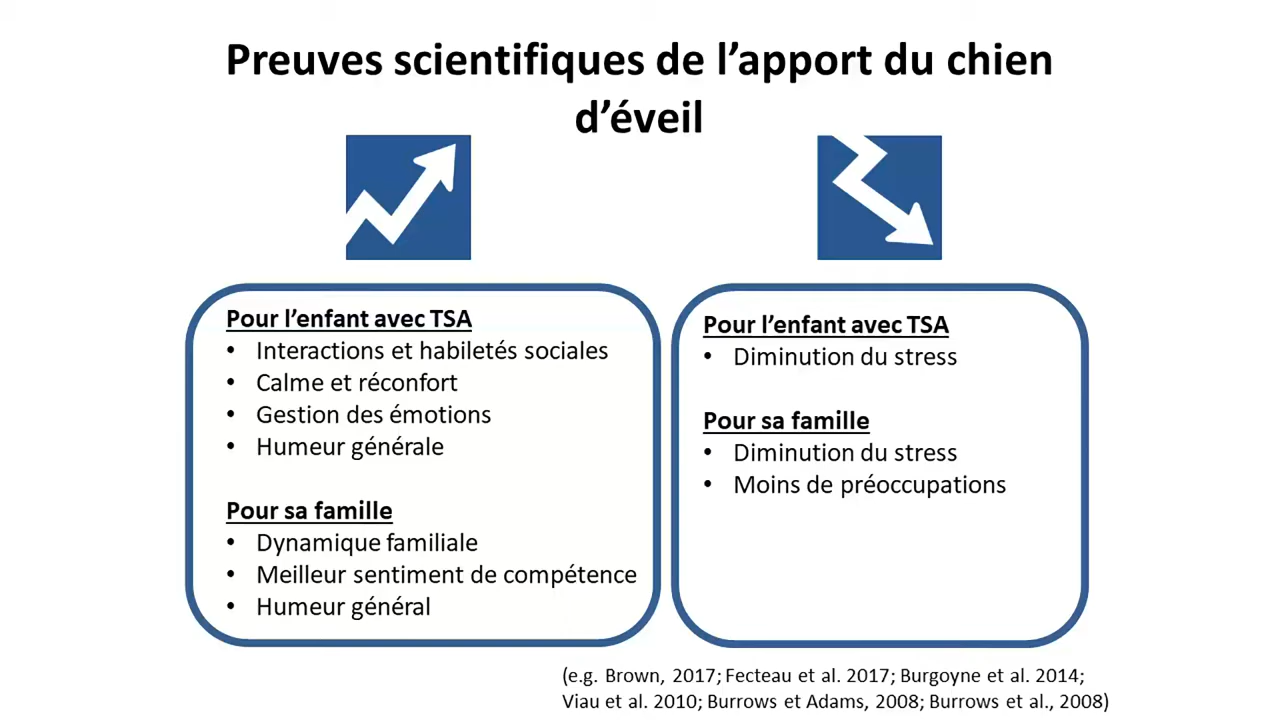 Preuves scientifiques de l’apport du chien
d’éveil
Pour l’enfant avec TSA
• Interactions et habiletés sociales
• Calme et réconfort
• Gestion des émotions
• Humeur générale
Pour sa famille
• Dynamique familiale
• Meilleur sentiment de compétence
• Humeur général
Pour l’enfant avec TSA
• Diminution du stress
Pour sa famille
• Diminution du stress
• Moins de préoccupations
(e.g. Brown, 2017; Fecteau et al. 2017; Burgoyne et al. 2014;
Viau et al. 2010; Burrows et Adams, 2008; Burrows et al., 2008)